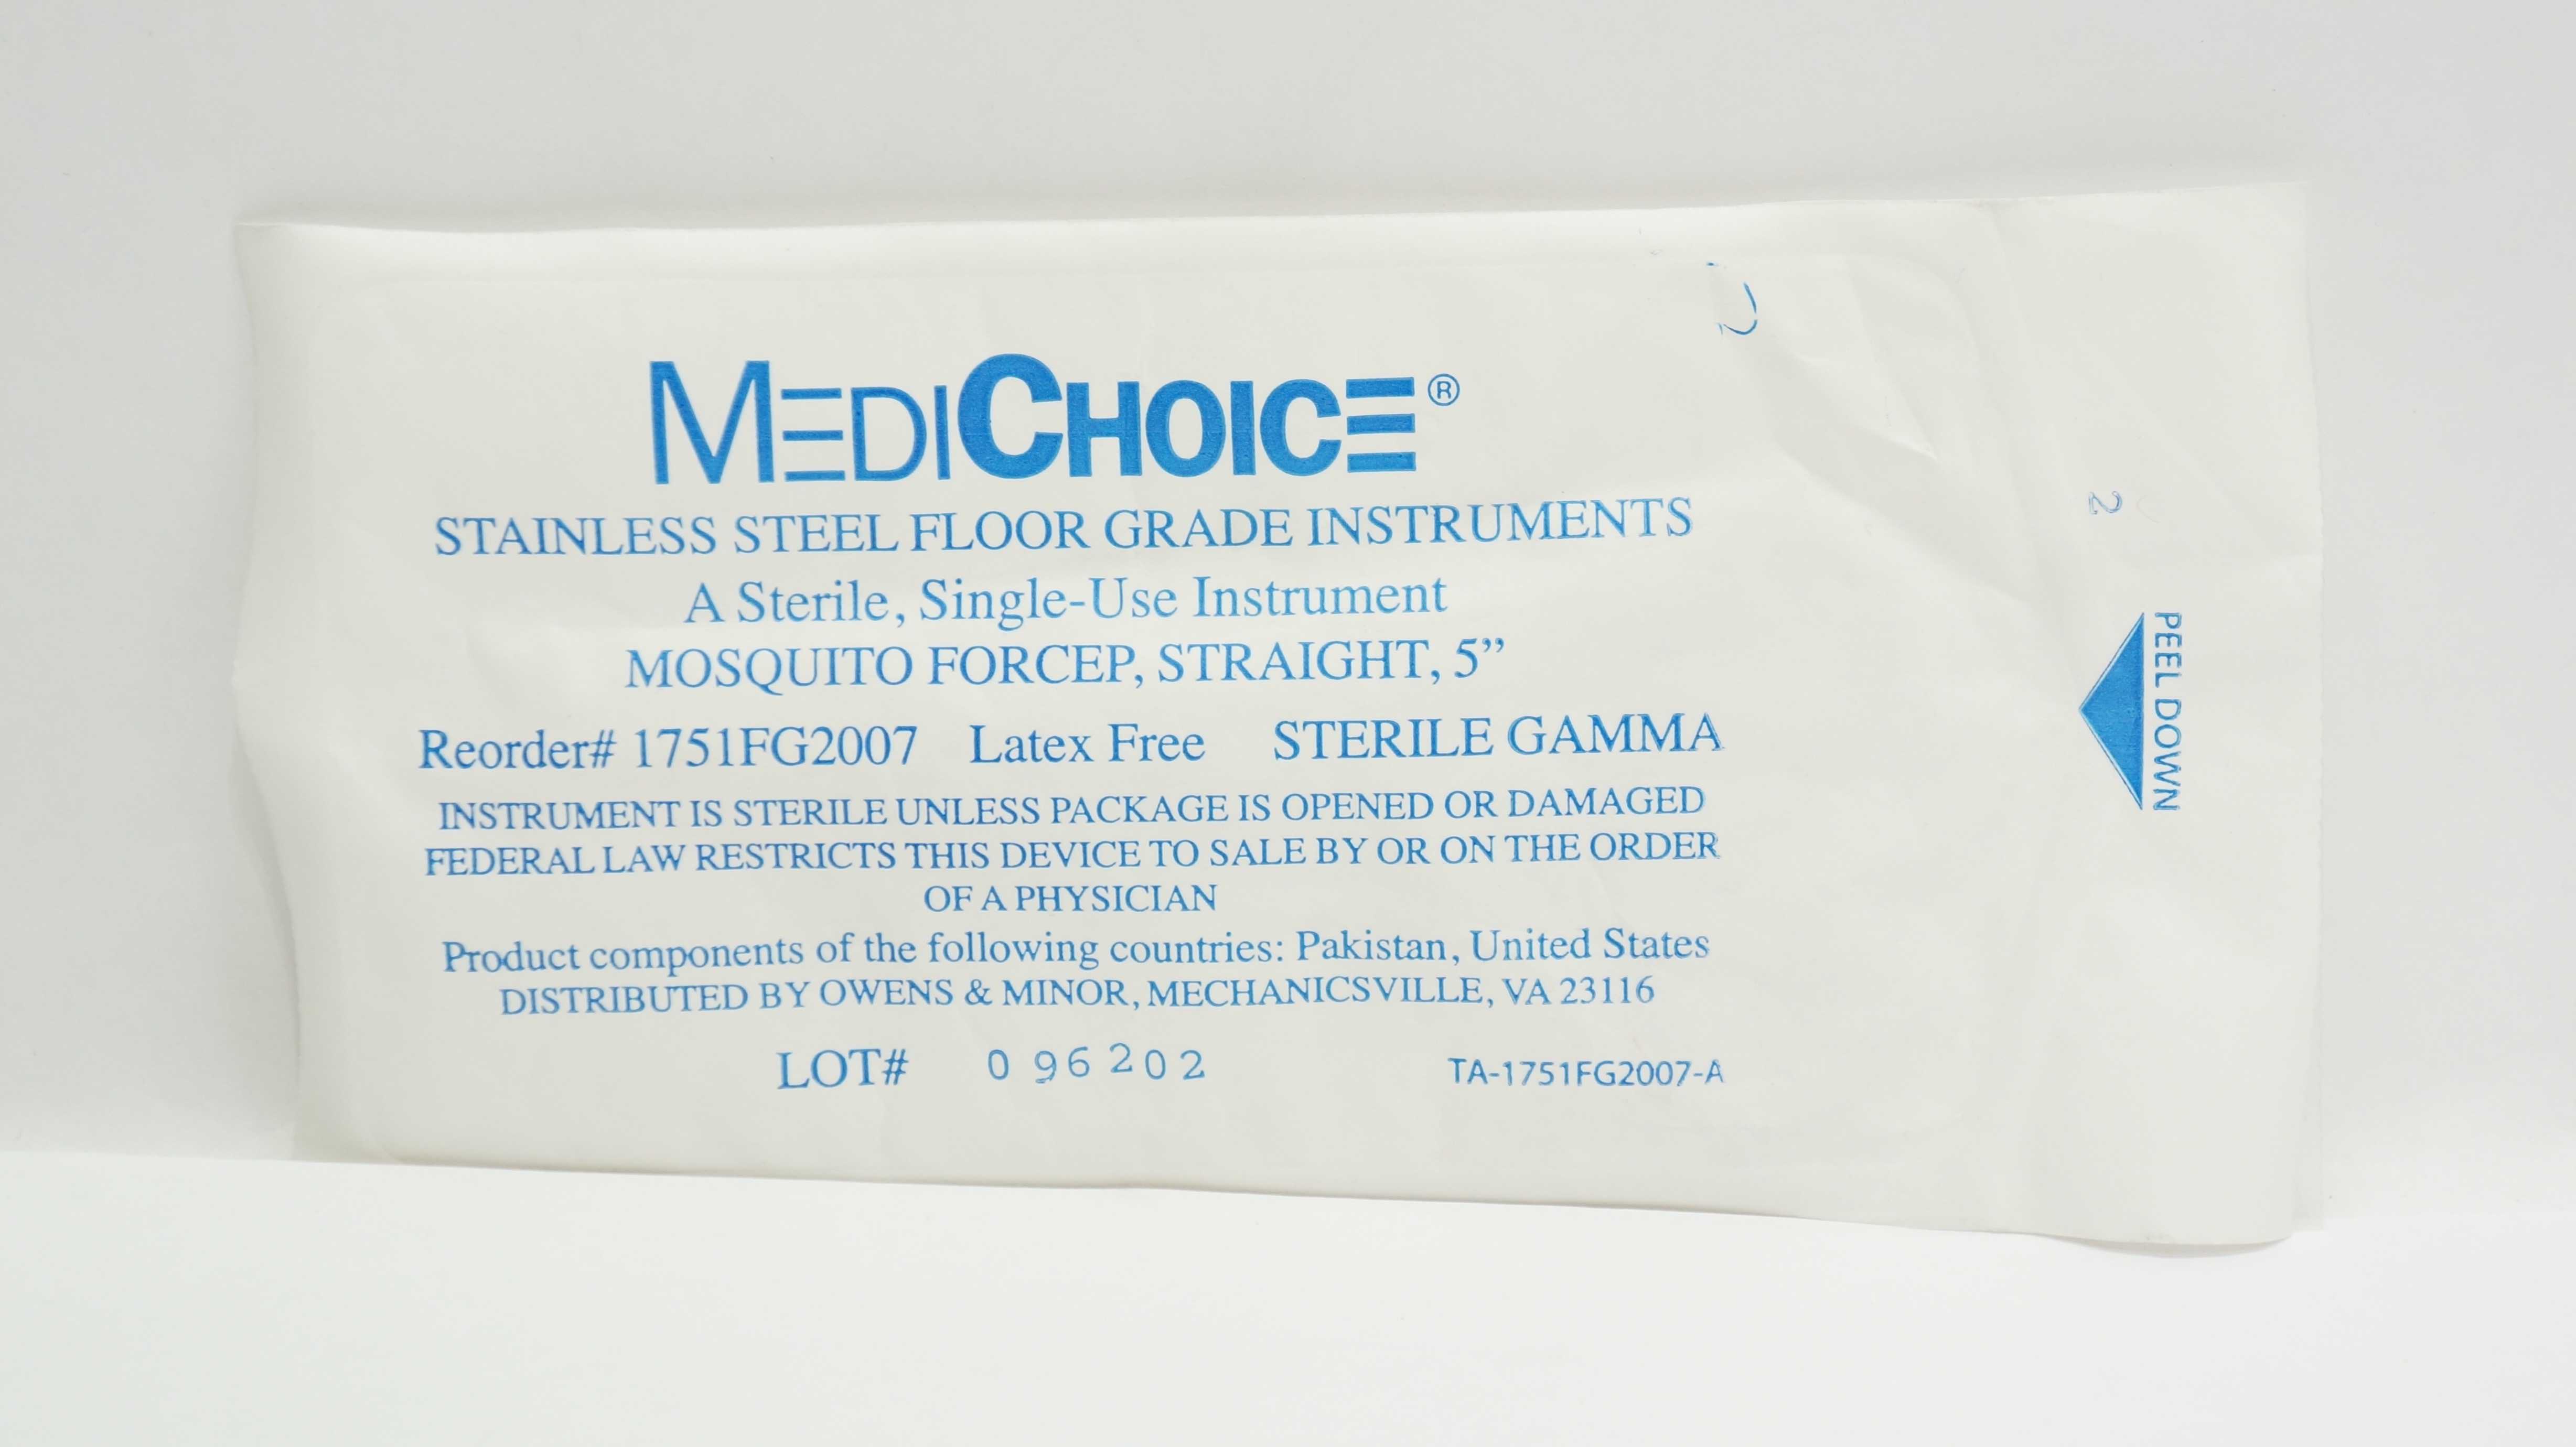 MEDICHOICE®
STAINLESS STEEL FLOOR GRADE INSTRUMENTS
A Sterile, Single-Use Instrument
MOSQUITO FORCEP, STRAIGHT, 5”
Reorder# 1751FG2007 Latex Free STERILE GAMMA
INSTRUMENT IS STERILE UNLESS PACKAGE IS OPENED OR DAMAGED
FEDERAL LAW RESTRICTS THIS DEVICE TO SALE BY OR ON THE ORDER
OF A PHYSICIAN
Product components of the following countries: Pakistan, United States
DISTRIBUTED BY OWENS & MINOR, MECHANICSVILLE, VA 23116
LOT# 096202 TA-1751FG2007-A
2
PEEL DOWN